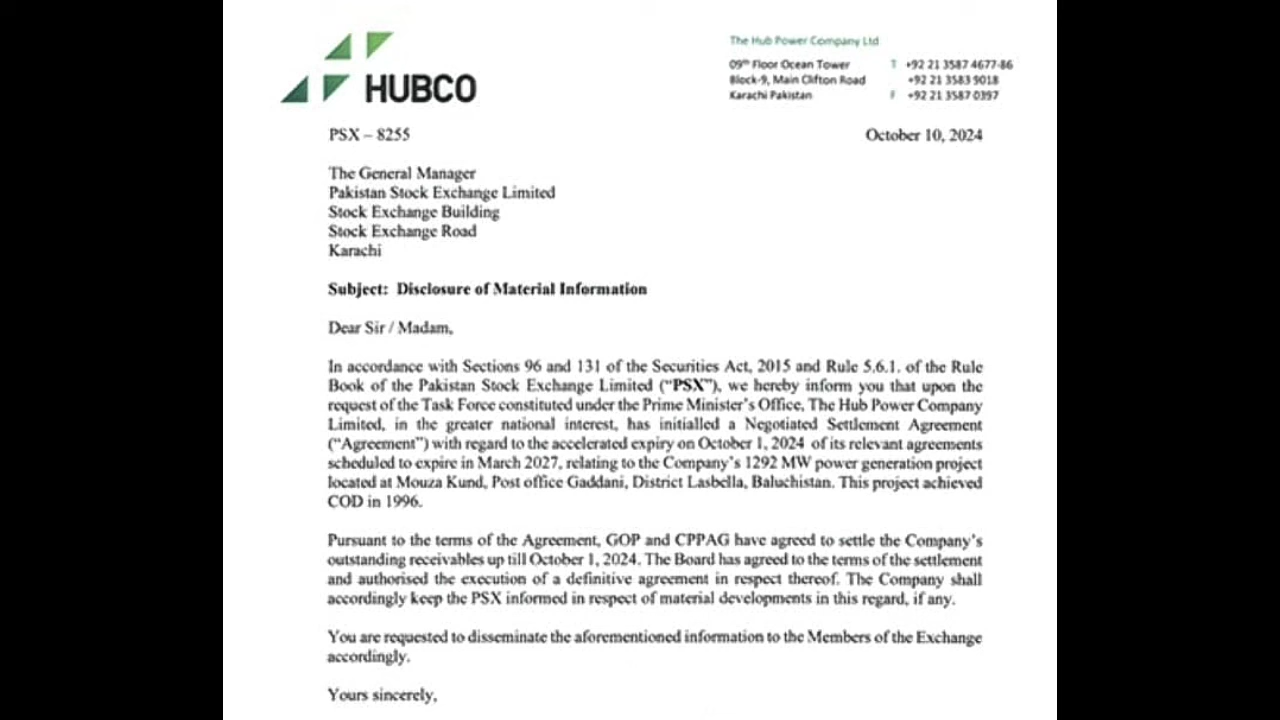 HUBCO
The Hub Power Company Ltd
09th Floor Ocean Tower T +92 21 3587 4677-86
Block-9, Main Clifton Road +92 21 3583 9018
Karachi Pakistan F +92 21 3587 0397
PSX – 8255 October 10, 2024
The General Manager
Pakistan Stock Exchange Limited
Stock Exchange Building
Stock Exchange Road
Karachi
Subject: Disclosure of Material Information
Dear Sir / Madam,
In accordance with Sections 96 and 131 of the Securities Act, 2015 and Rule 5.6.1. of the Rule
Book of the Pakistan Stock Exchange Limited (“PSX”), we hereby inform you that upon the
request of the Task Force constituted under the Prime Minister’s Office, The Hub Power Company
Limited, in the greater national interest, has initialled a Negotiated Settlement Agreement
(“Agreement”) with regard to the accelerated expiry on October 1, 2024 of its relevant agreements
scheduled to expire in March 2027, relating to the Company’s 1292 MW power generation project
located at Mouza Kund, Post office Gaddani, District Lasbella, Baluchistan. This project achieved
COD in 1996.
Pursuant to the terms of the Agreement, GOP and CPPAG have agreed to settle the Company’s
outstanding receivables up till October 1, 2024. The Board has agreed to the terms of the settlement
and authorised the execution of a definitive agreement in respect thereof. The Company shall
accordingly keep the PSX informed in respect of material developments in this regard, if any.
You are requested to disseminate the aforementioned information to the Members of the Exchange
accordingly.
Yours sincerely,